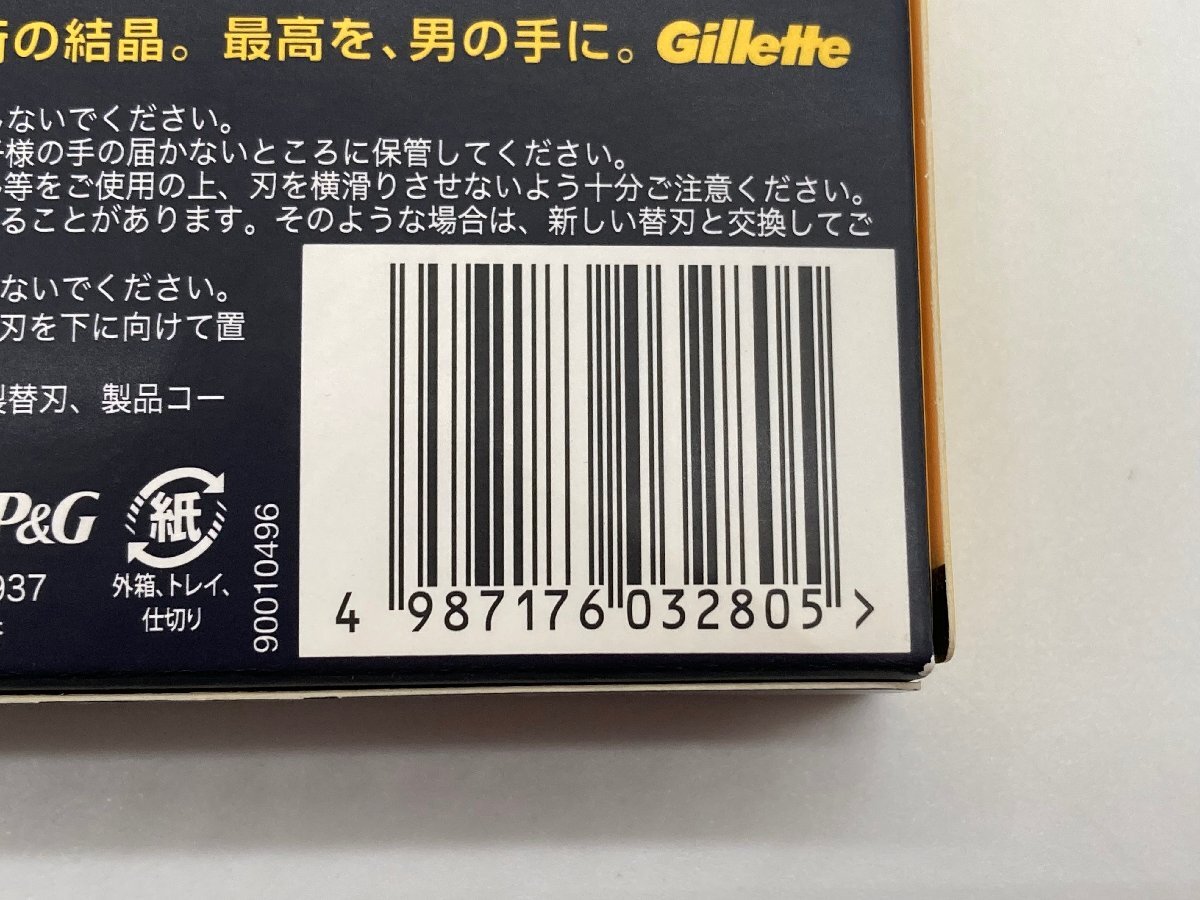 の結晶。最高を、男の手に。Gillette
ないでください。
様の手の届かないところに保管してください。
等をご使用の上、刃を横滑りさせないよう十分ご注意ください。
ることがあります。そのような場合は、新しい替刃と交換してご
ないでください。
刃を下に向けて置
製替刃、製品コー
P&G
紙
937
外箱、トレイ、
仕切り
90010496
4 987176 032805 >